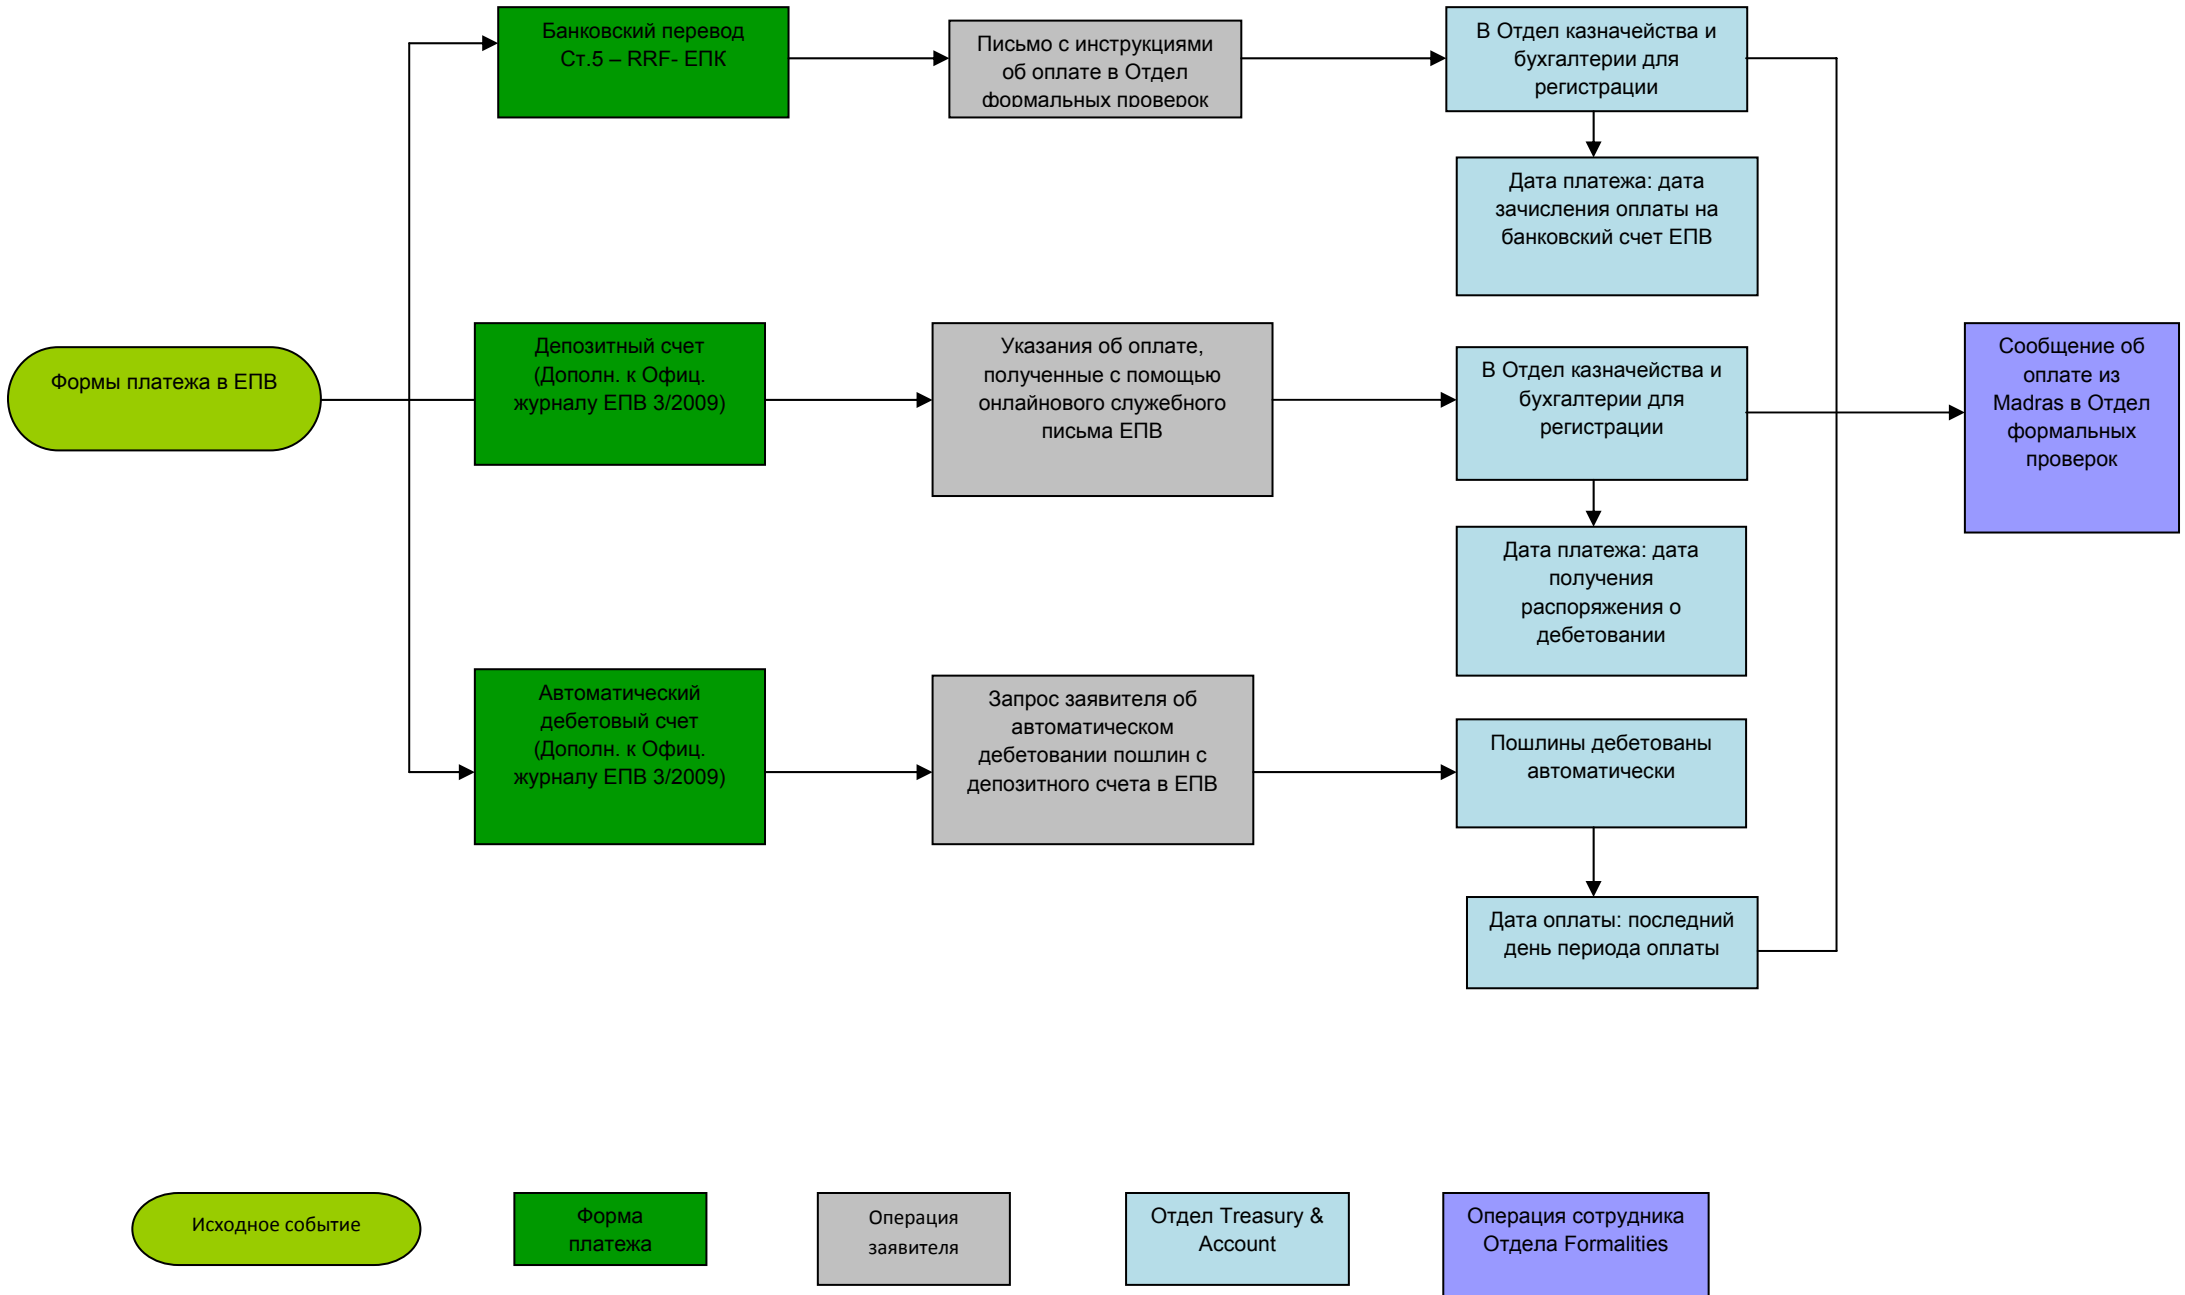 Банковский перевод
Ст.5 – RRF- ЕПК
Письмо с инструкциями
об оплате в Отдел
формальных проверок
В Отдел казначейства и
бухгалтерии для
регистрации
Дата платежа: дата
зачисления оплаты на
банковский счет ЕПВ
Формы платежа в ЕПВ
Депозитный счет
(Дополн. к Офиц.
журналу ЕПВ 3/2009)
Указания об оплате,
полученные с помощью
онлайнового служебного
письма ЕПВ
В Отдел казначейства и
бухгалтерии для
регистрации
Сообщение об
оплате из
Madras в Отдел
формальных
проверок
Дата платежа: дата
получения
распоряжения о
дебетовании
Автоматический
дебетовый счет
(Дополн. к Офиц.
журналу ЕПВ 3/2009)
Запрос заявителя об
автоматическом
дебетовании пошлин с
депозитного счета в ЕПВ
Пошлины дебетованы
автоматически
Дата оплаты: последний
день периода оплаты
Исходное событие
Форма
платежа
Операция
заявителя
Отдел Treasury &
Account
Операция сотрудника
Отдела Formalities